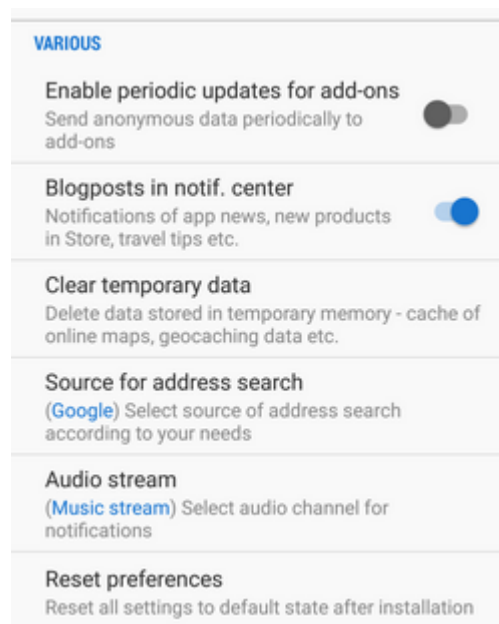 VARIOUS
Enable periodic updates for add-ons
Send anonymous data periodically to
add-ons
Blogposts in notif. center
Notifications of app news, new products
in Store, travel tips etc.
Clear temporary data
Delete data stored in temporary memory - cache of
online maps, geocaching data etc.
Source for address search
(Google) Select source of address search
according to your needs
Audio stream
(Music stream) Select audio channel for
notifications
Reset preferences
Reset all settings to default state after installation